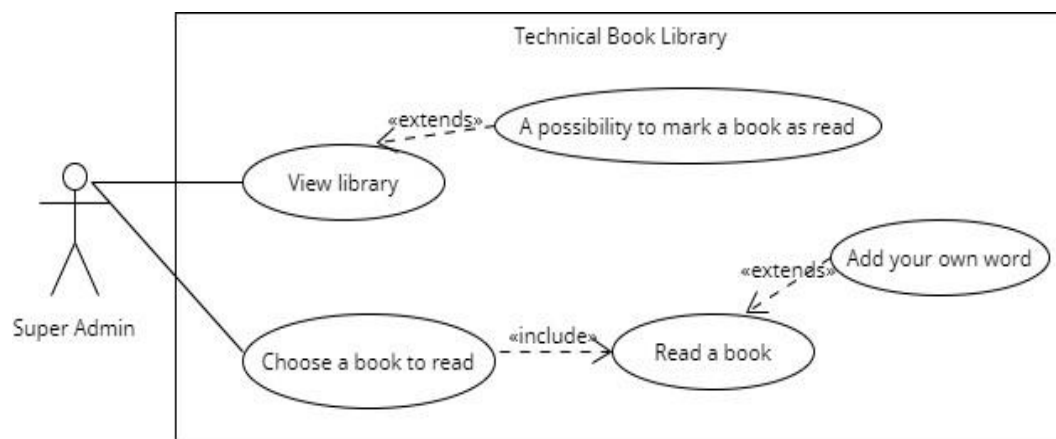 Technical Book Library
«extends»
A possibility to mark a book as read
View library
Add your own word
«extends»
Super Admin
«include»
Choose a book to read
Read a book